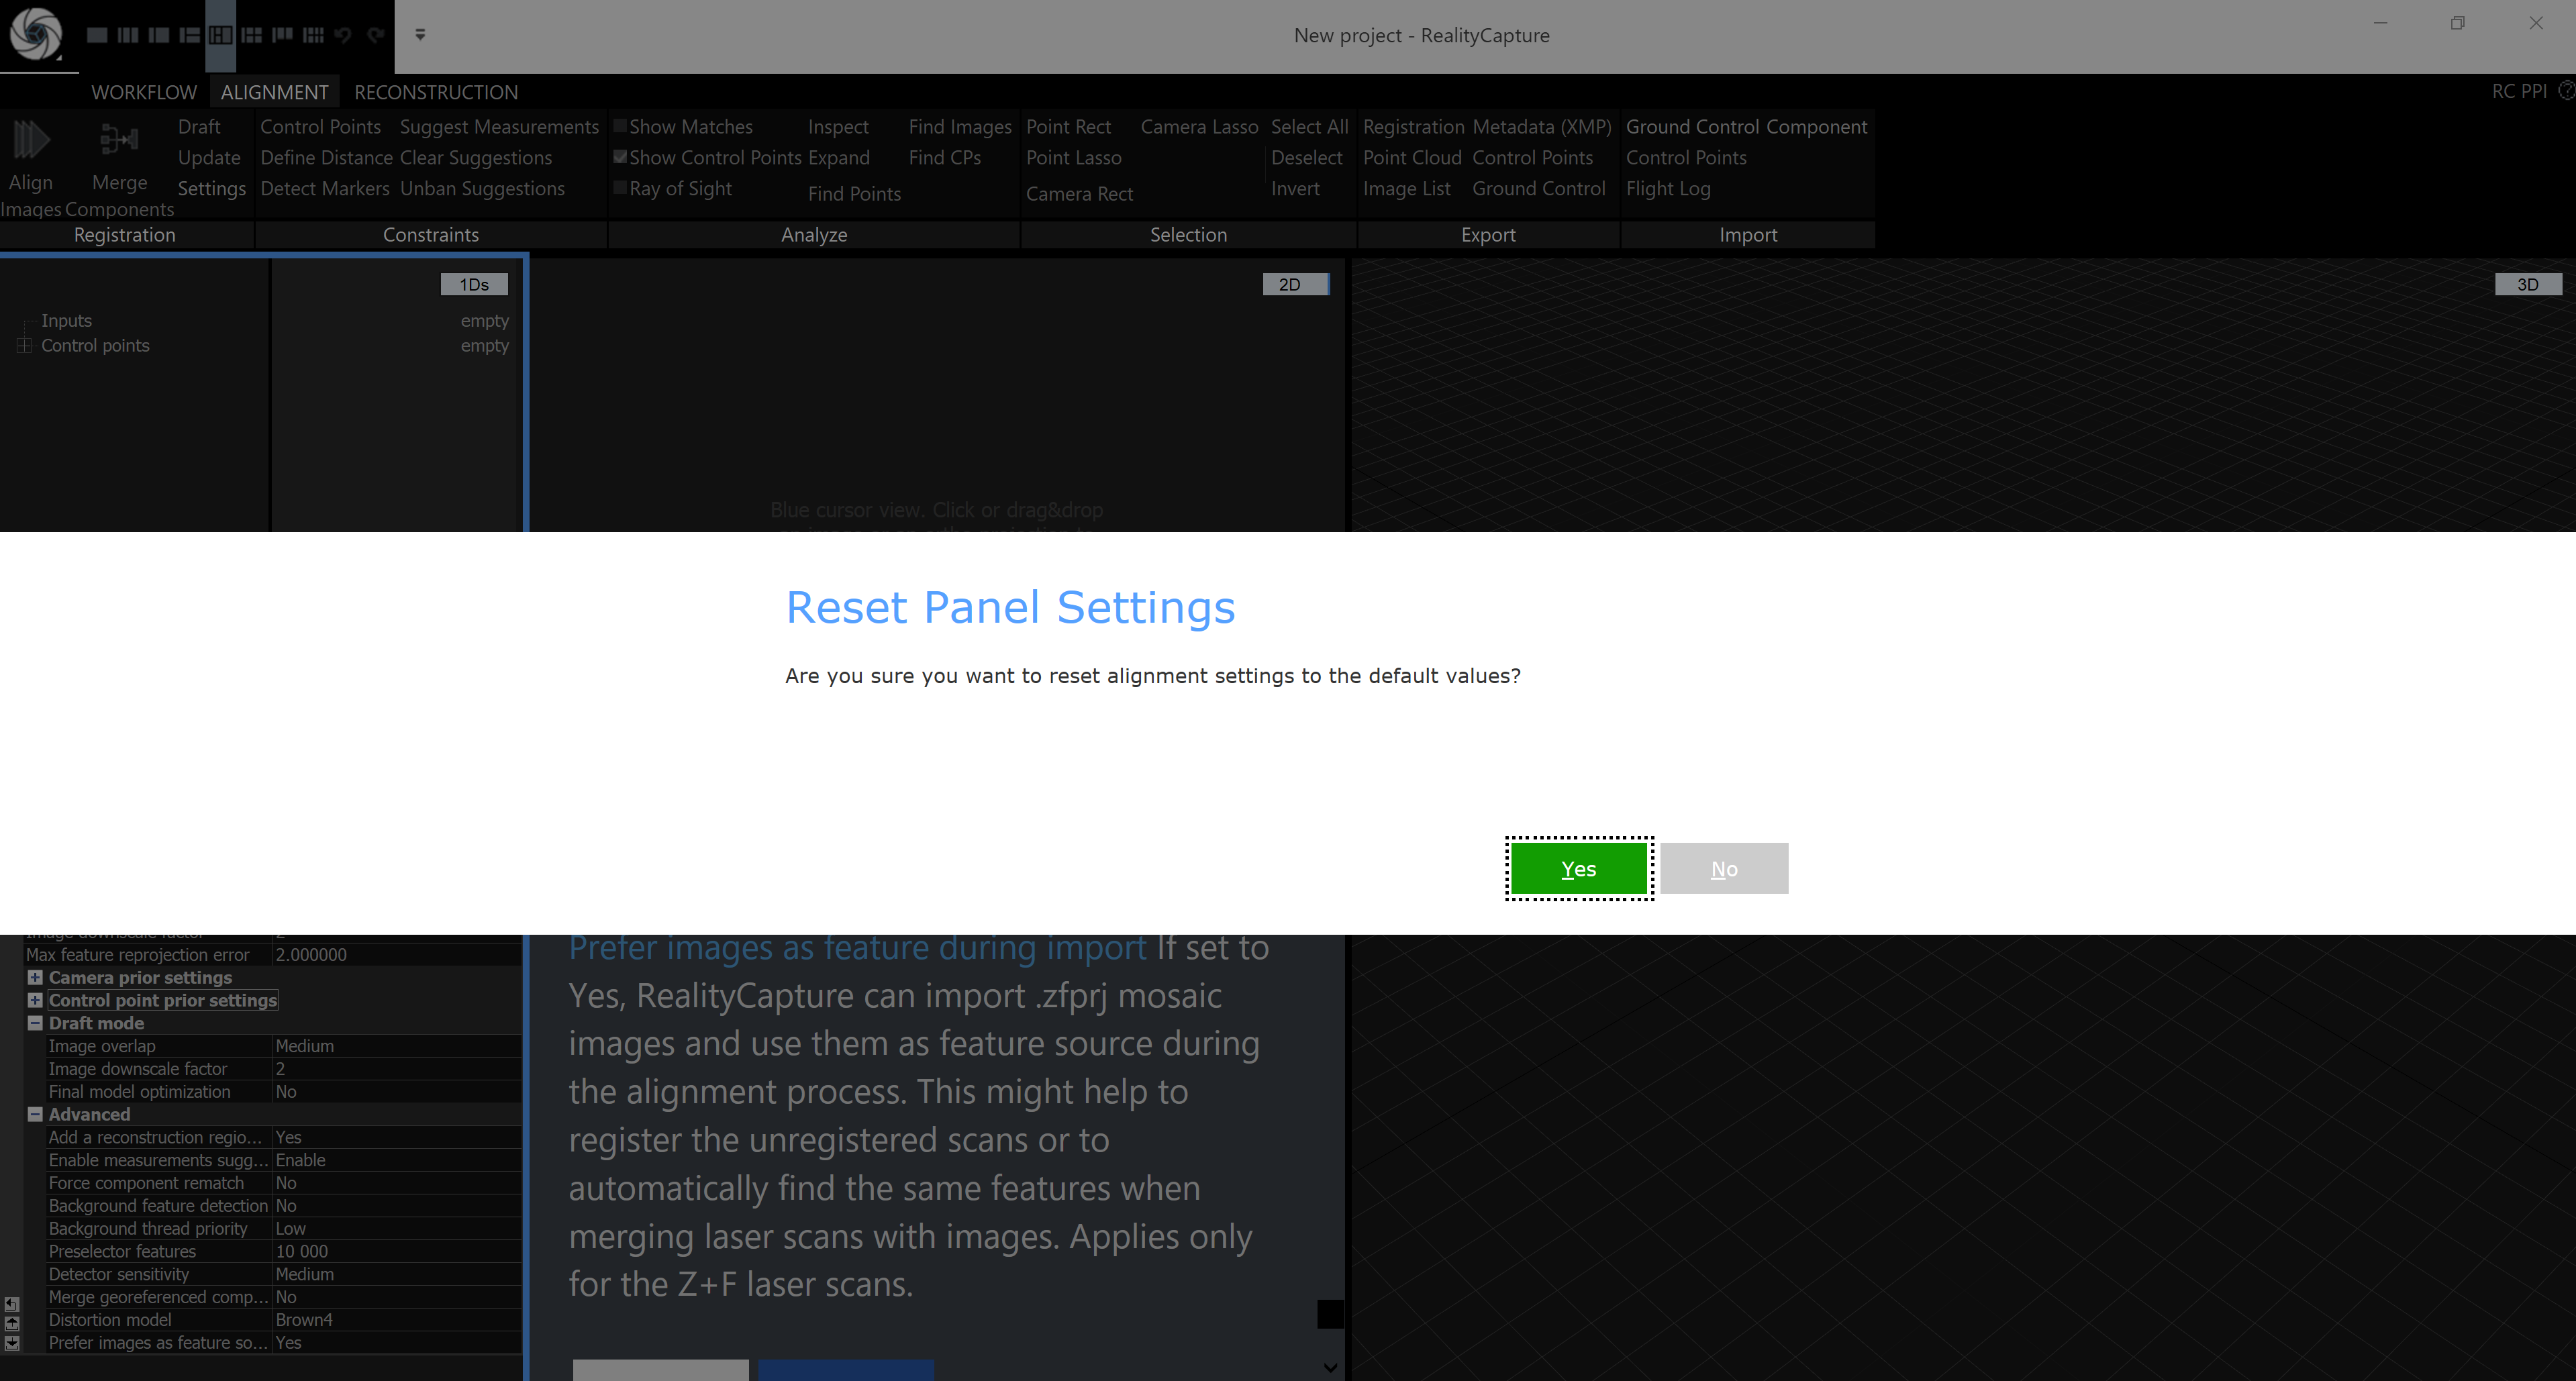 New project - RealityCapture
WORKFLOW ALIGNMENT RECONSTRUCTION
RC PPI
Align Images
Merge Components
Draft
Update
Settings
Registration
Control Points Suggest Measurements
Define Distance Clear Suggestions
Detect Markers Unban Suggestions
Constraints
Show Matches Inspect Find Images
Show Control Points Expand Find CPs
Ray of Sight Find Points
Analyze
Point Rect Camera Lasso Select All
Point Lasso Deselect
Camera Rect Invert
Selection
Registration Metadata (XMP)
Point Cloud Control Points
Image List Ground Control
Export
Ground Control Component
Control Points
Flight Log
Import
1Ds
Inputs empty
Control points empty
2D
Blue cursor view. Click or drag&drop
3D
Reset Panel Settings
Are you sure you want to reset alignment settings to the default values?
Yes No
Max feature reprojection error 2.000000
Camera prior settings
Control point prior settings
Draft mode
Image overlap Medium
Image downscale factor 2
Final model optimization No
Advanced
Add a reconstruction regio... Yes
Enable measurements sugg... Enable
Force component rematch No
Background feature detection No
Background thread priority Low
Preselector features 10 000
Detector sensitivity Medium
Merge georeferenced comp... No
Distortion model Brown4
Prefer images as feature so... Yes
Prefer images as feature during import If set to
Yes, RealityCapture can import .zfprj mosaic
images and use them as feature source during
the alignment process. This might help to
register the unregistered scans or to
automatically find the same features when
merging laser scans with images. Applies only
for the Z+F laser scans.